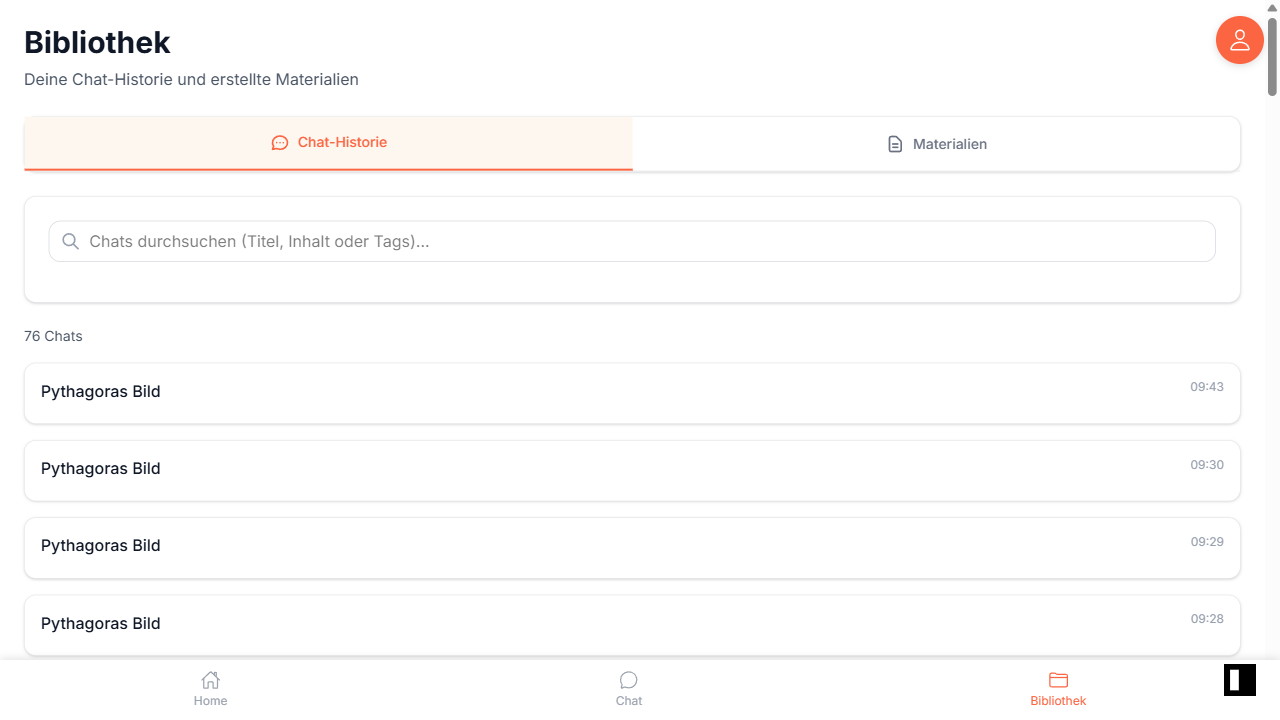 Bibliothek
Deine Chat-Historie und erstellte Materialien
Chat-Historie
Materialien
Chats durchsuchen (Titel, Inhalt oder Tags)...
76 Chats
Pythagoras Bild
09:43
Pythagoras Bild
09:30
Pythagoras Bild
09:29
Pythagoras Bild
09:28
Home
Chat
Bibliothek